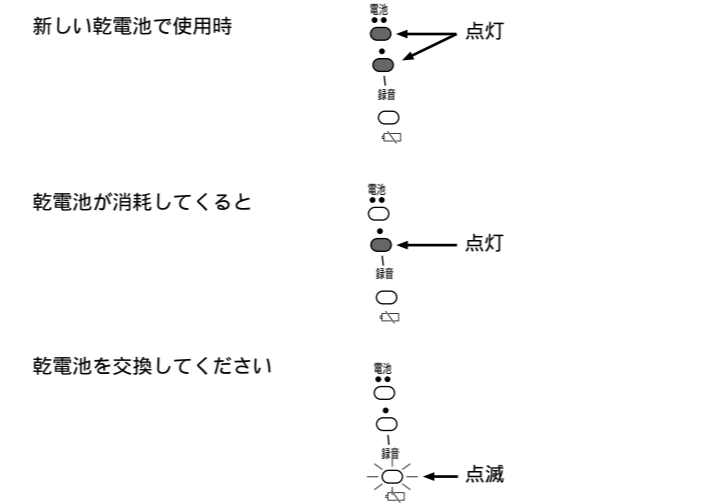 新しい乾電池で使用時
電池
点灯
録音
乾電池が消耗してくると
電池
点灯
録音
乾電池を交換してください
電池
録音
点滅